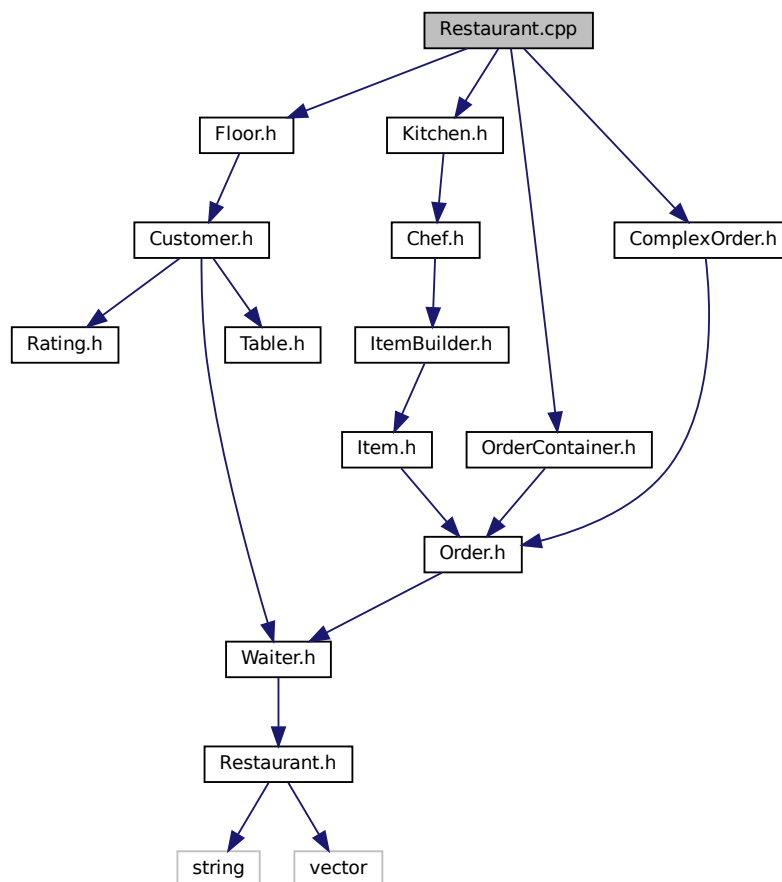 Restaurant.cpp
Floor.h
Kitchen.h
Customer.h
Chef.h
ComplexOrder.h
Rating.h
Table.h
ItemBuilder.h
Item.h
OrderContainer.h
Order.h
Waiter.h
Restaurant.h
string
vector